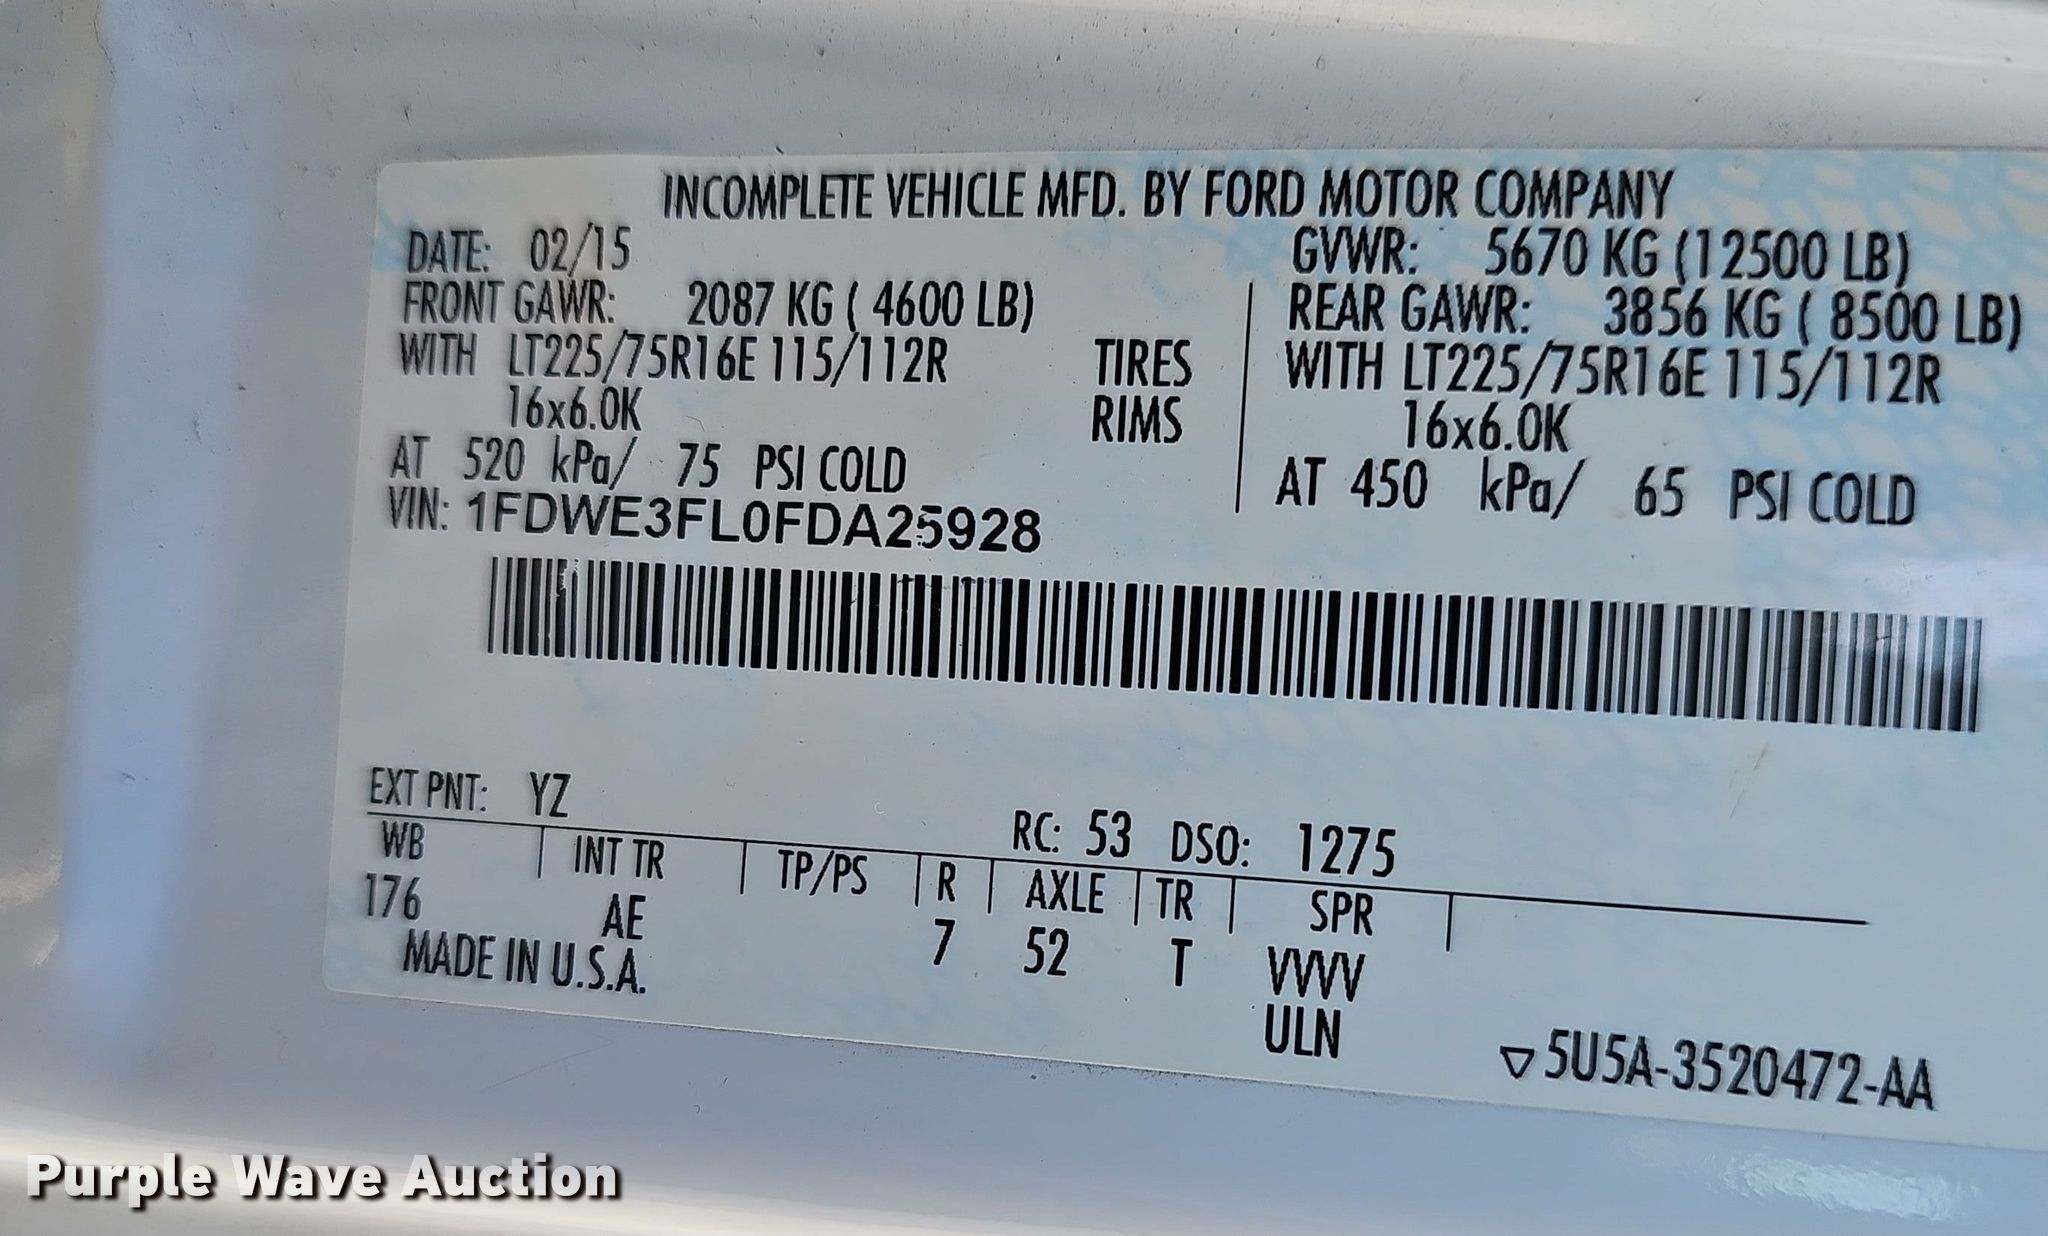 INCOMPLETE VEHICLE MFD. BY FORD MOTOR COMPANY
DATE: 02/15 GVWR: 5670 KG (12500 LB)
FRONT GAWR: 2087 KG ( 4600 LB) REAR GAWR: 3856 KG ( 8500 LB)
WITH LT225/75R16E 115/112R TIRES WITH LT225/75R16E 115/112R
16x6.0K RIMS 16x6.0K
AT 520 kPa/ 75 PSI COLD AT 450 kPa/ 65 PSI COLD
VIN: 1FDWE3FL0FDA25928
EXT PNT: YZ RC: 53 DSO: 1275
WB INT TR TP/PS R AXLE TR SPR
176 AE 7 52 T VVVV
MADE IN U.S.A. ULN
▽5U5A-3520472-AA
Purple Wave Auction